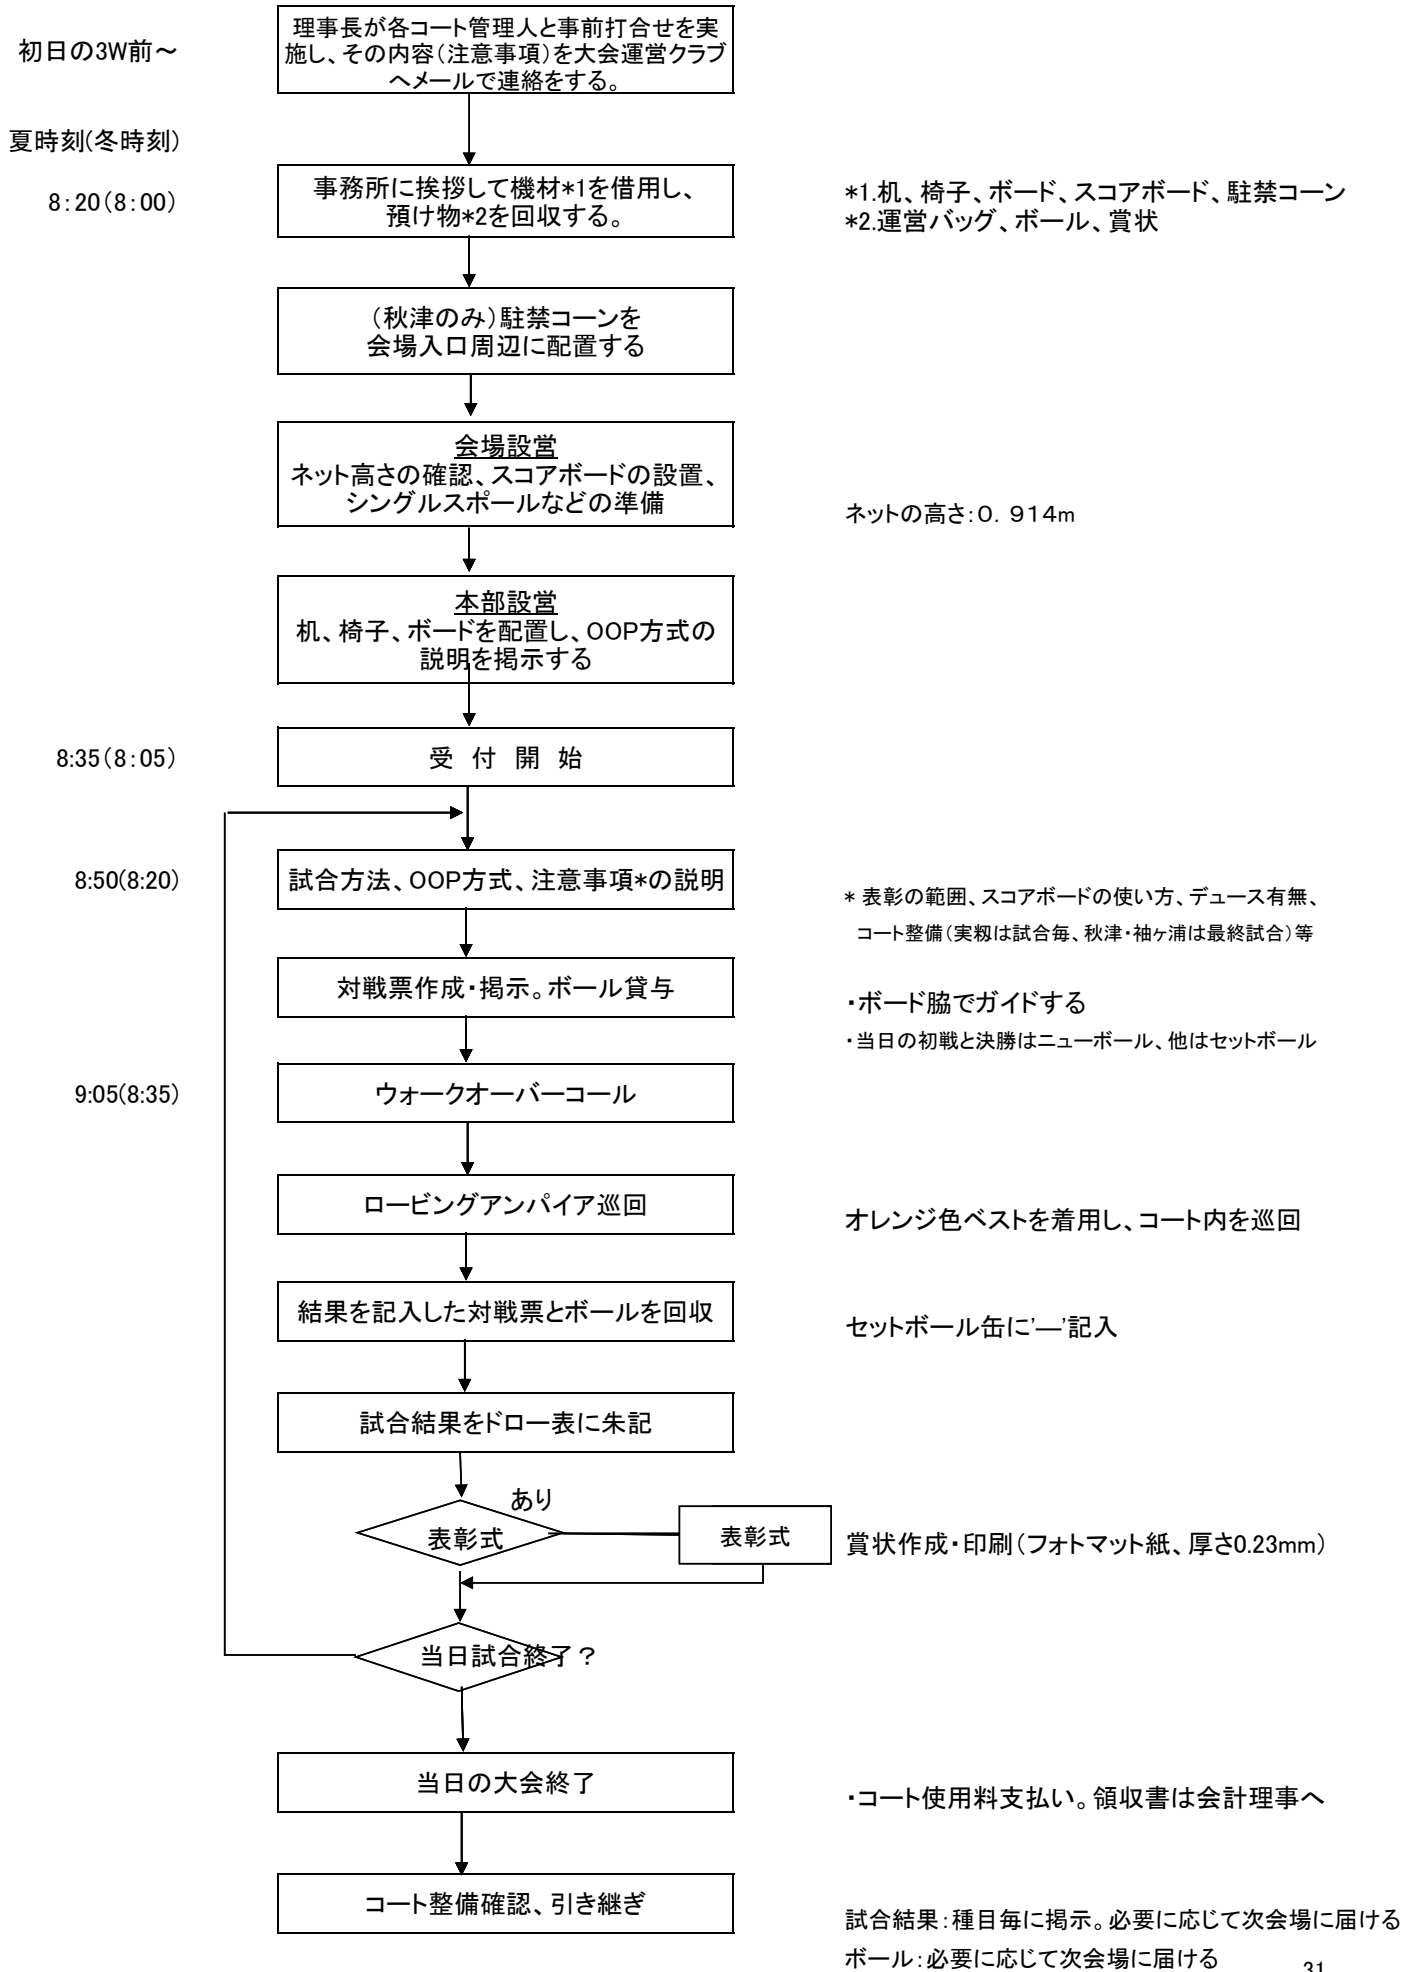 理事長が各コート管理人と事前打合せを実
初日の3W前～
施し、その内容（注意事項）を大会運営クラブ
へメールで連絡をする。
夏時刻(冬時刻)
8：20（8：00）
事務所に挨拶して機材*1を借用し、
預け物*2を回収する。
*1.机、椅子、ボード、スコアボード、駐禁コーン
*2.運営バッグ、ボール、賞状
（秋津のみ）駐禁コーンを
会場入口周辺に配置する
会場設営
ネット高さの確認、スコアボードの設置、
シングルスポールなどの準備
ネットの高さ：０．９１４m
本部設営
机、椅子、ボードを配置し、OOP方式の
説明を掲示する
8:35（8：05）
受　付　開　始
8:50(8:20)
試合方法、OOP方式、注意事項*の説明
* 表彰の範囲、スコアボードの使い方、デュース有無、
コート整備（実籾は試合毎、秋津・袖ヶ浦は最終試合）等
対戦票作成・掲示。ボール貸与
・ボード脇でガイドする
・当日の初戦と決勝はニューボール、他はセットボール
9:05(8:35)
ウォークオーバーコール
ロービングアンパイア巡回
オレンジ色ベストを着用し、コート内を巡回
結果を記入した対戦票とボールを回収
セットボール缶に'―'記入
試合結果をドロー表に朱記
あり
表彰式
表彰式
賞状作成・印刷（フォトマット紙、厚さ0.23mm）
当日試合終了？
当日の大会終了
・コート使用料支払い。領収書は会計理事へ
コート整備確認、引き継ぎ
試合結果：種目毎に掲示。必要に応じて次会場に届ける
ボール：必要に応じて次会場に届ける
31